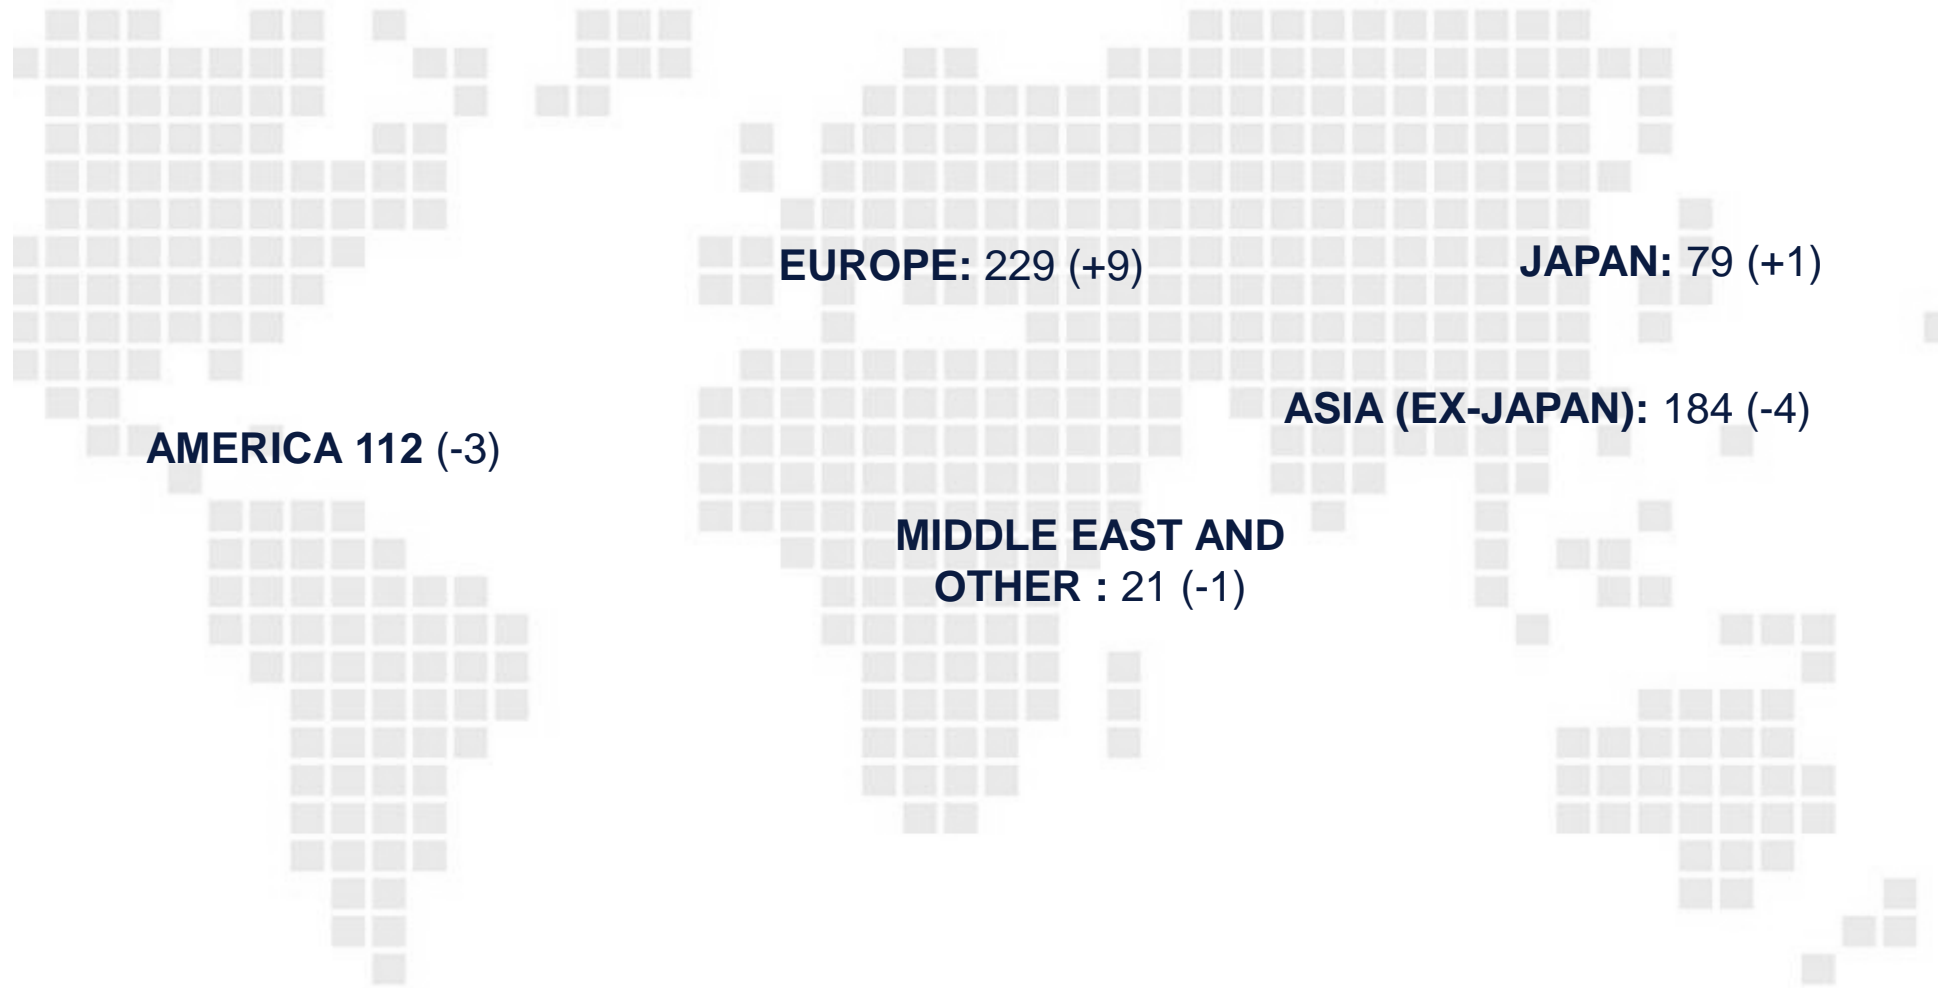 EUROPE: 229 (+9)
JAPAN: 79 (+1)
ASIA (EX-JAPAN): 184 (-4)
AMERICA 112 (-3)
MIDDLE EAST AND
OTHER : 21 (-1)